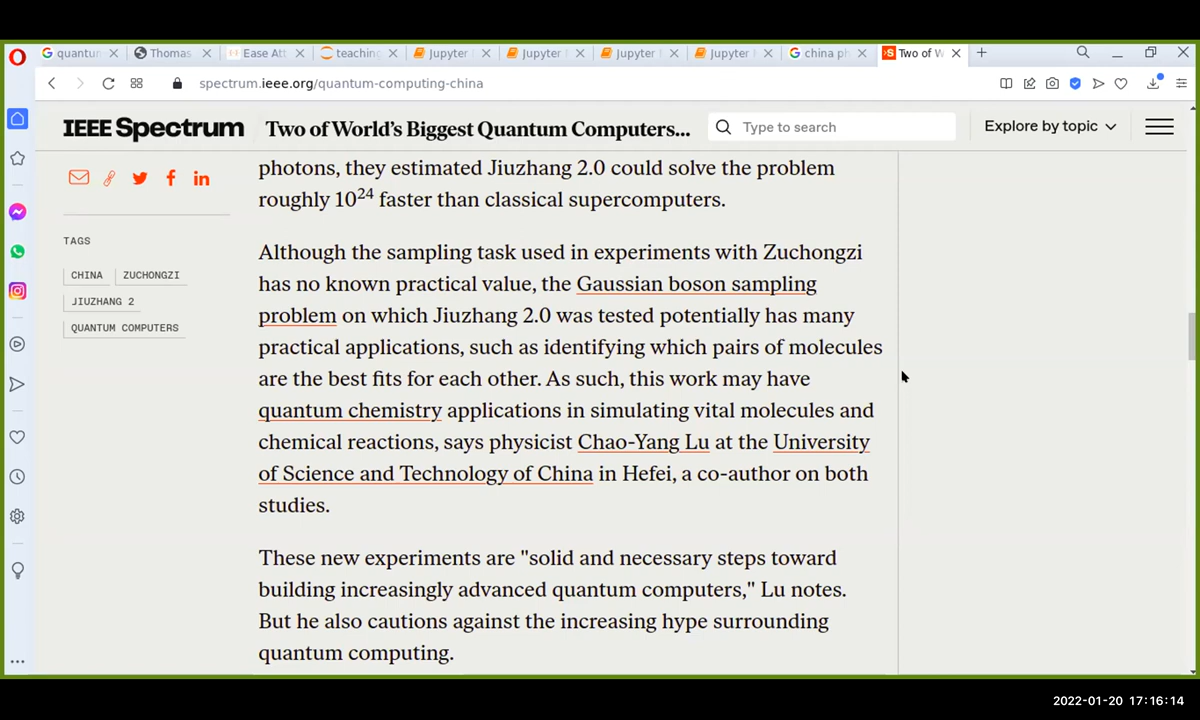 quantur
Thomas
Ease Att
teaching
Jupyter
Jupyter
Jupyter
Jupyter
china ph
Two of W
spectrum.ieee.org/quantum-computing-china
IEEE Spectrum
Two of World's Biggest Quantum Computers...
Type to search
Explore by topic
TAGS
CHINA
ZUCHONGZI
JIUZHANG 2
QUANTUM COMPUTERS
photons, they estimated Jiuzhang 2.0 could solve the problem
roughly 10²⁴ faster than classical supercomputers.
Although the sampling task used in experiments with Zuchongzi
has no known practical value, the Gaussian boson sampling
problem on which Jiuzhang 2.0 was tested potentially has many
practical applications, such as identifying which pairs of molecules
are the best fits for each other. As such, this work may have
quantum chemistry applications in simulating vital molecules and
chemical reactions, says physicist Chao-Yang Lu at the University
of Science and Technology of China in Hefei, a co-author on both
studies.
These new experiments are "solid and necessary steps toward
building increasingly advanced quantum computers," Lu notes.
But he also cautions against the increasing hype surrounding
quantum computing.
2022-01-20 17:16:14